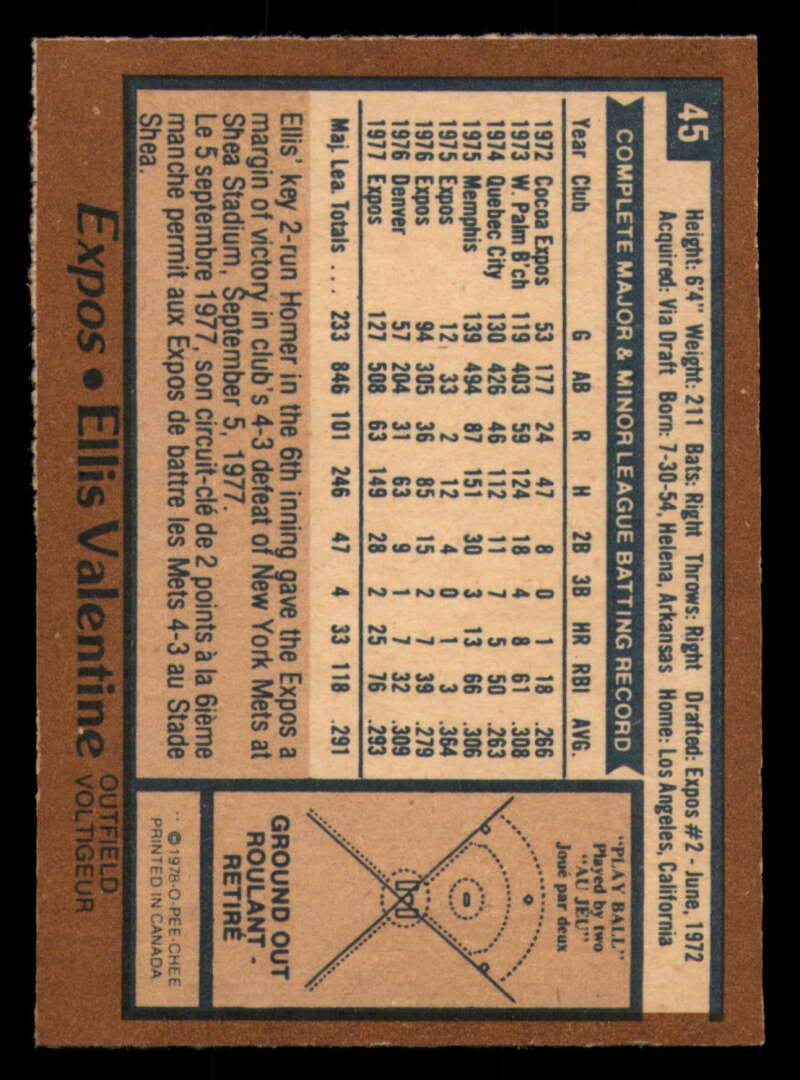 45
Height: 6'4" Weight: 211 Bats: Right Throws: Right Drafted: Expos #2 - June, 1972
Acquired: Via Draft Born: 7-30-54, Helena, Arkansas Home: Los Angeles, California
COMPLETE MAJOR & MINOR LEAGUE BATTING RECORD
Year Club G AB R H 2B 3B HR RBI AVG.
1972 Cocoa Expos 53 177 24 47 8 0 1 18 .266
1973 W. Palm B'ch 119 403 59 124 18 4 8 61 .308
1974 Quebec City 130 426 46 112 11 7 5 50 .263
1975 Memphis 139 494 87 151 30 3 13 66 .306
1975 Expos 12 33 2 12 4 0 1 3 .364
1976 Expos 94 305 36 85 15 2 7 39 .279
1976 Denver 57 204 31 63 9 1 7 32 .309
1977 Expos 127 508 63 149 28 2 25 76 .293
Maj. Lea. Totals ... 233 846 101 246 47 4 33 118 .291
Ellis' key 2-run Homer in the 6th inning gave the Expos a
margin of victory in club's 4-3 defeat of New York Mets at
Shea Stadium, September 5, 1977.
Le 5 septembre 1977, son circuit-clé de 2 points à la 6ième
manche permit aux Expos de battre les Mets 4-3 au Stade
Shea.
"PLAY BALL"
Played by two
"AU JEU"
Joué par deux
GROUND OUT
ROULANT -
RETIRÉ
©1978-O-PEE-CHEE
PRINTED IN CANADA
Expos • Ellis Valentine OUTFIELD
VOLTIGEUR